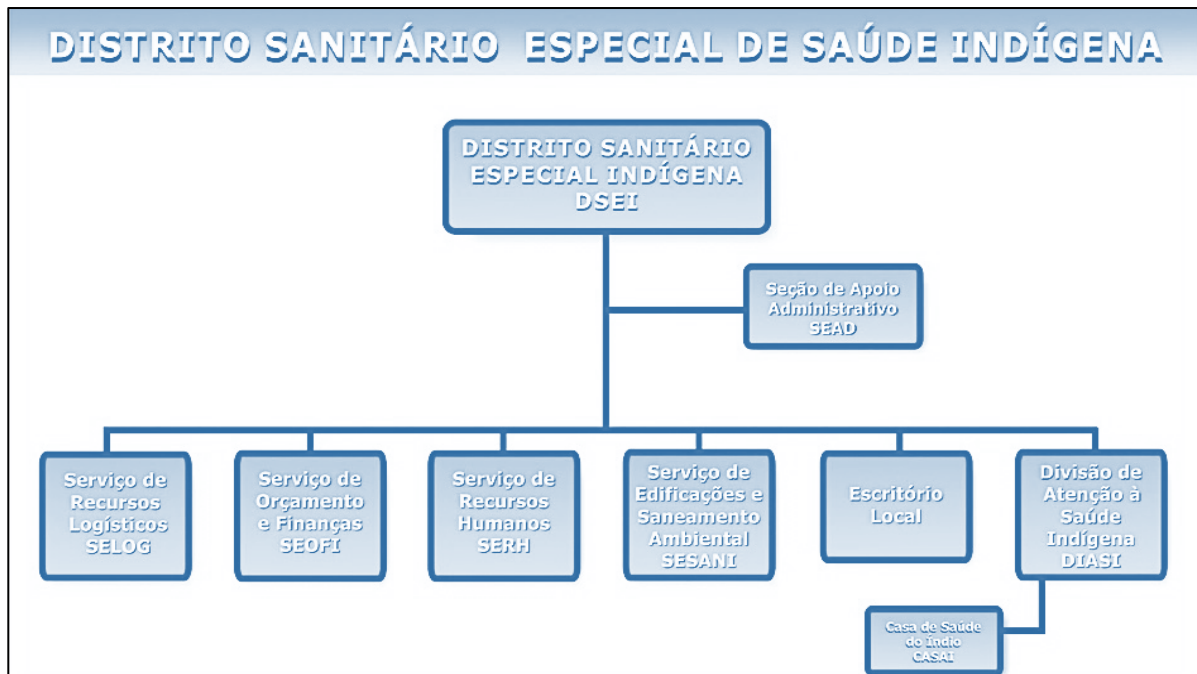 DISTRITO SANITÁRIO ESPECIAL DE SAÚDE INDÍGENA
DISTRITO SANITÁRIO
ESPECIAL INDÍGENA
DSEI
Seção de Apoio
Administrativo
SEAD
Serviço de
Recursos
Logísticos
SELOG
Serviço de
Orçamento
e Finanças
SEOFI
Serviço de
Recursos
Humanos
SERH
Serviço de
Edificações e
Saneamento
Ambiental
SESANI
Escritório
Local
Divisão de
Atenção à
Saúde
Indígena
DIASI
Casa de Saúde
do Índio
CASAI